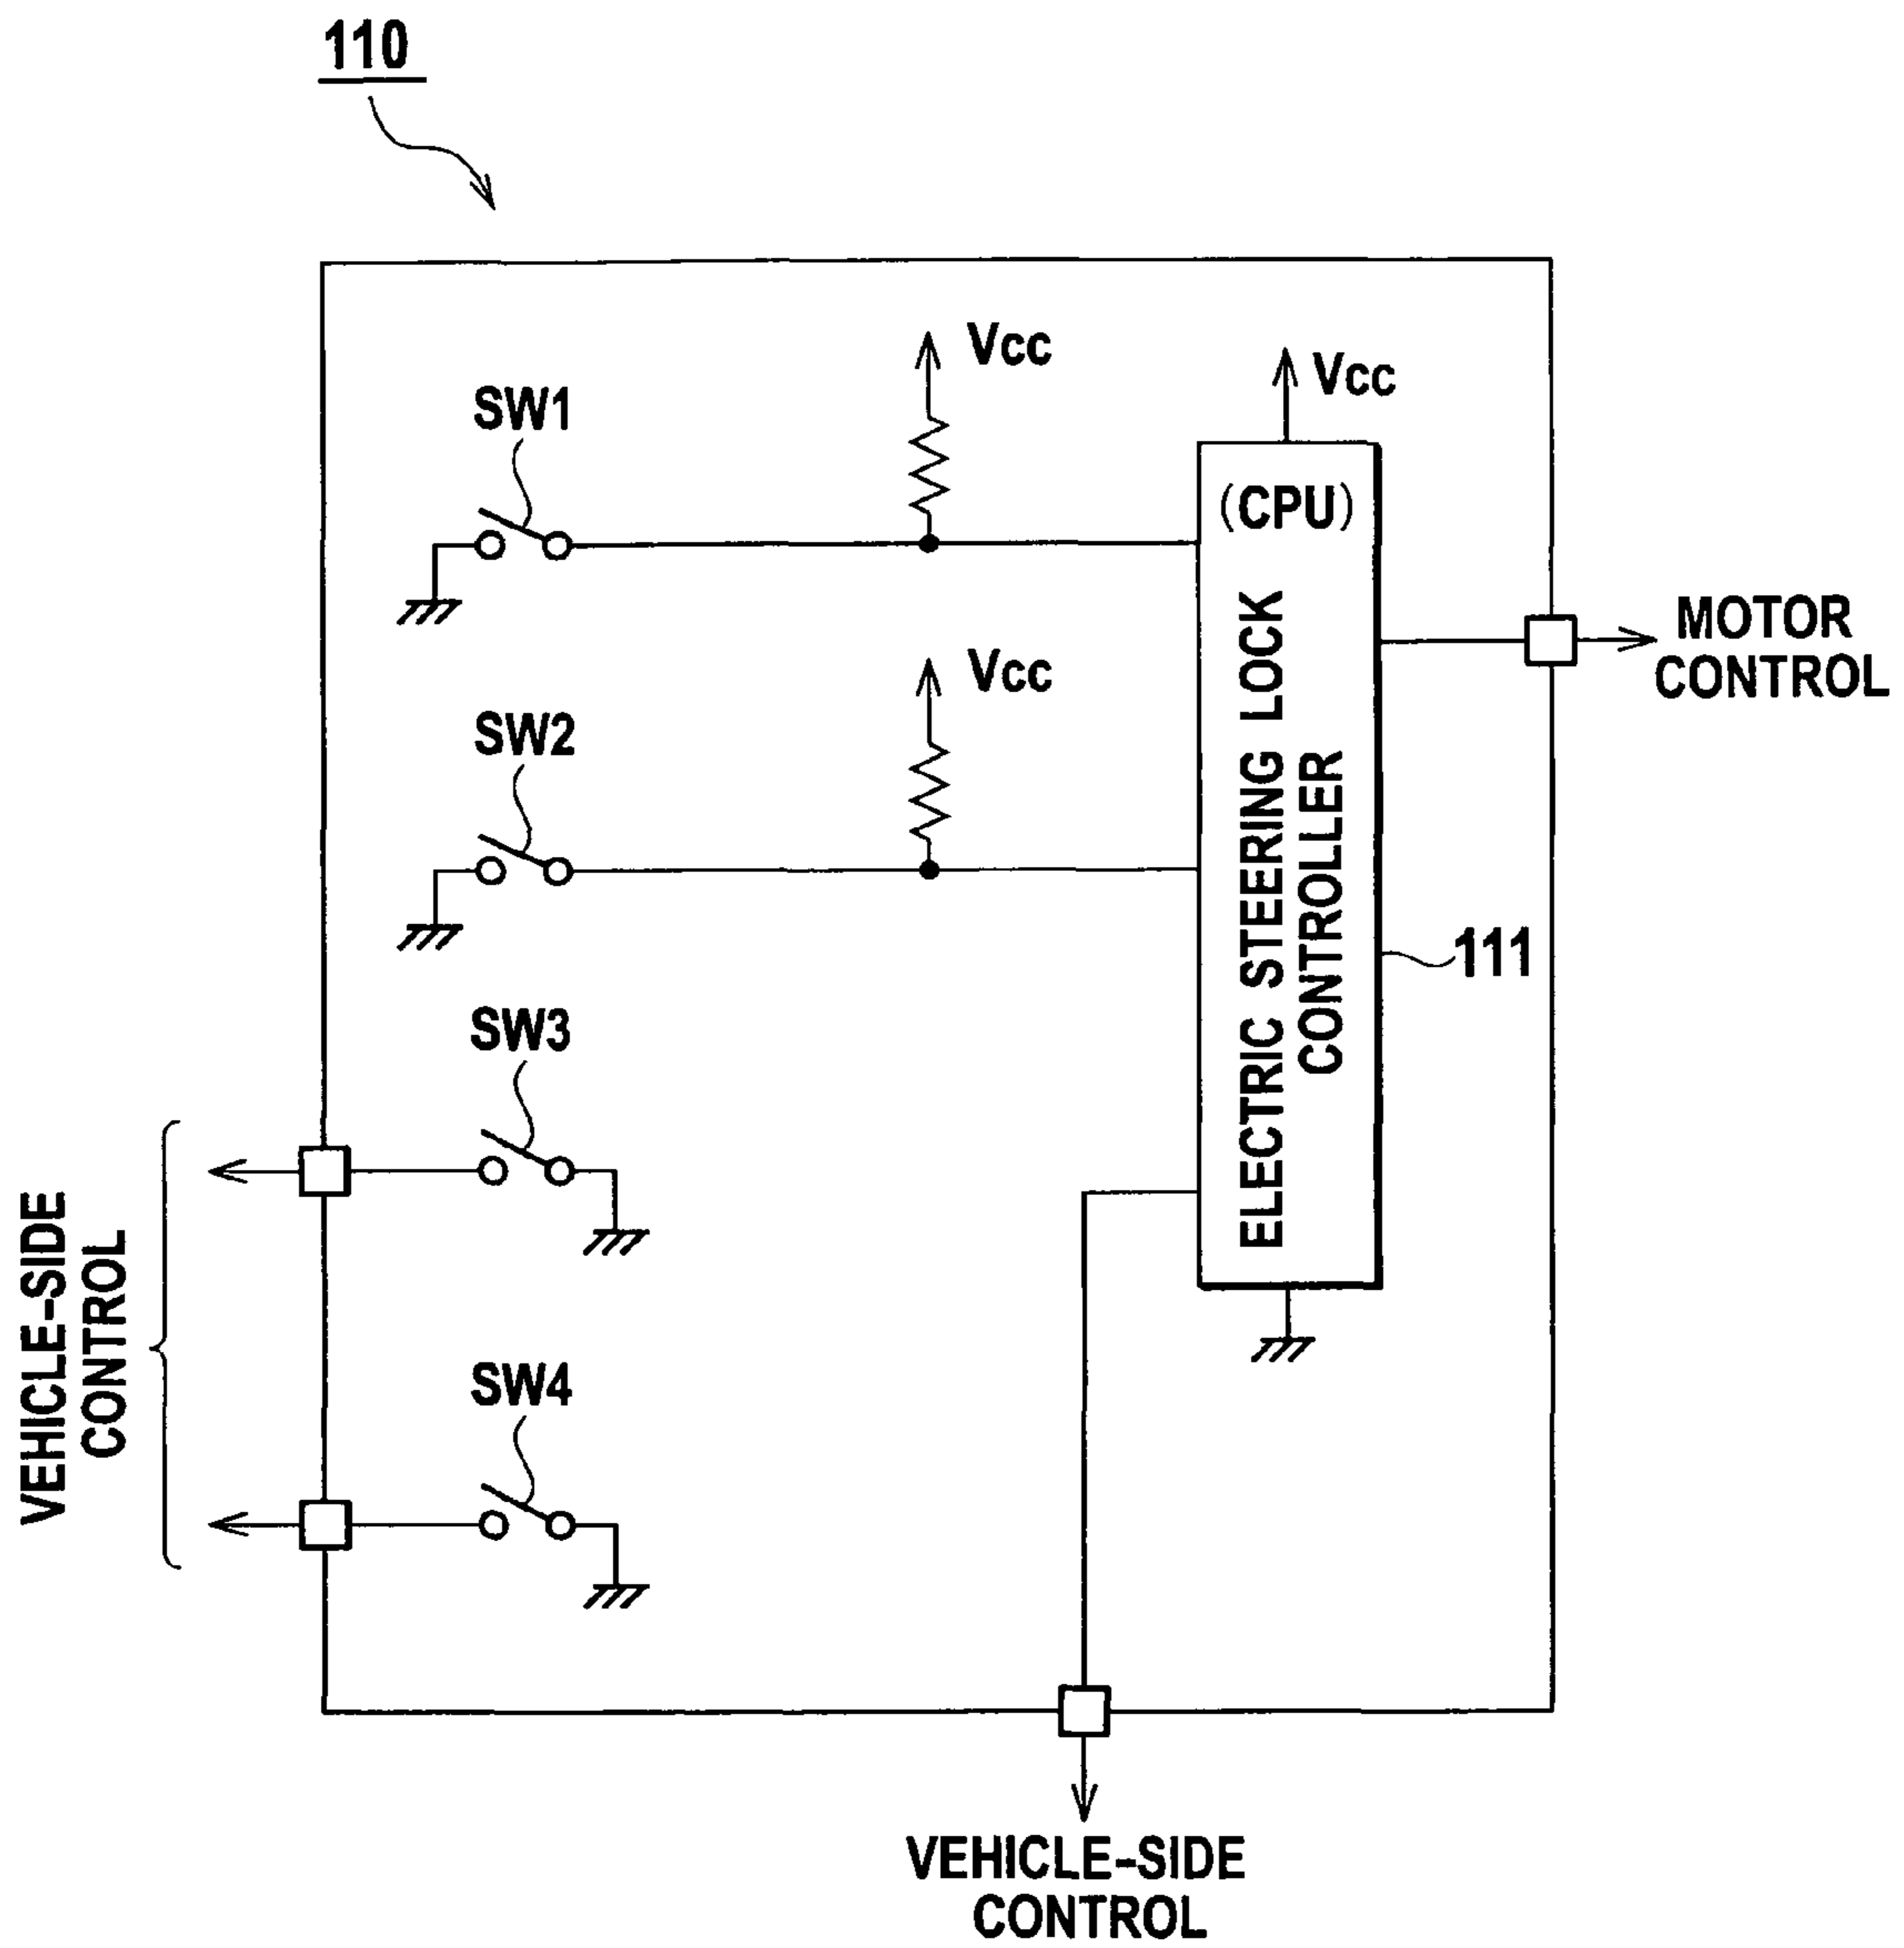 110
Vcc
Vcc
SW1
(CPU)
ELECTRIC STEERING LOCK
CONTROLLER
MOTOR
CONTROL
Vcc
SW2
111
SW3
VEHICLE-SIDE
CONTROL
SW4
VEHICLE-SIDE
CONTROL